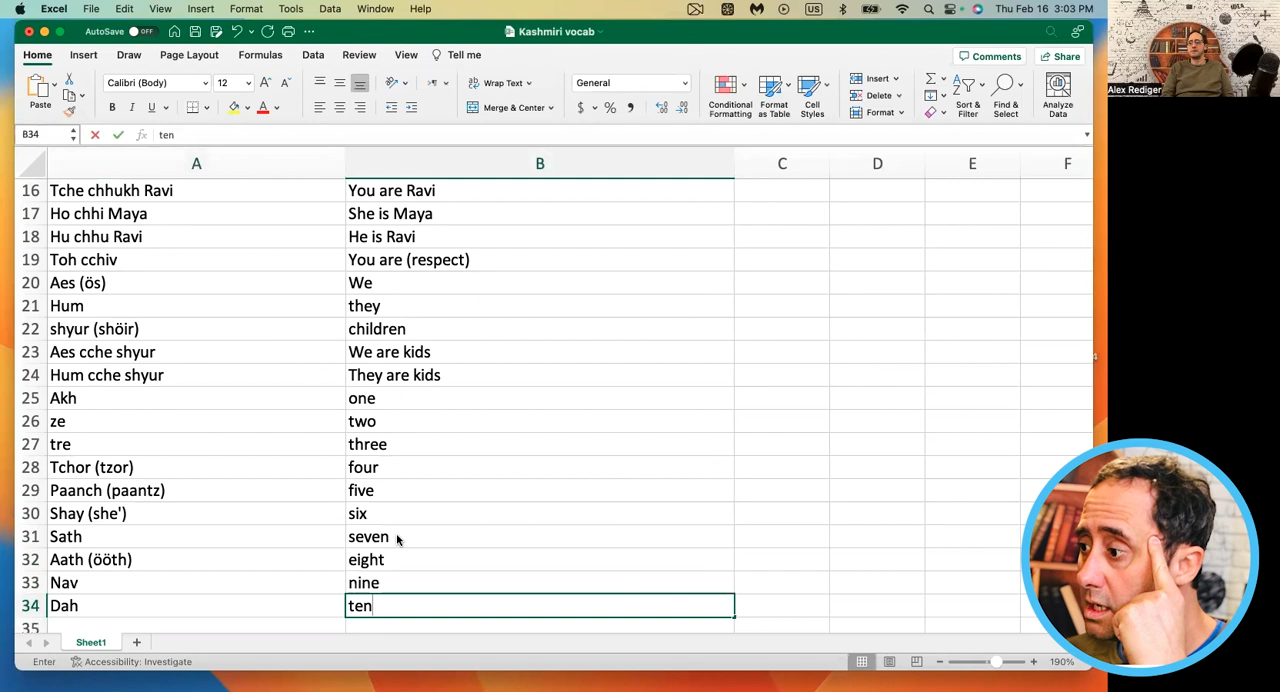 Excel File Edit View Insert Format Tools Data Window Help US Thu Feb 16 3:03 PM
AutoSave OFF Kashmiri vocab
Home Insert Draw Page Layout Formulas Data Review View Tell me Comments Share
Paste Calibri (Body) 12 Wrap Text General Insert
Delete
B I U Merge & Center $ % Conditional Formatting Format as Table Cell Styles Format Sort & Filter Find & Select Analyze Data
Alex Rediger
B34 fx ten
A B C D E F
16 Tche chhukh Ravi You are Ravi
17 Ho chhi Maya She is Maya
18 Hu chhu Ravi He is Ravi
19 Toh cchiv You are (respect)
20 Aes (ös) We
21 Hum they
22 shyur (shöir) children
23 Aes cche shyur We are kids
24 Hum cche shyur They are kids
25 Akh one
26 ze two
27 tre three
28 Tchor (tzor) four
29 Paanch (paantz) five
30 Shay (she') six
31 Sath seven
32 Aath (ööth) eight
33 Nav nine
34 Dah ten
35
Sheet1 +
Enter Accessibility: Investigate 190%